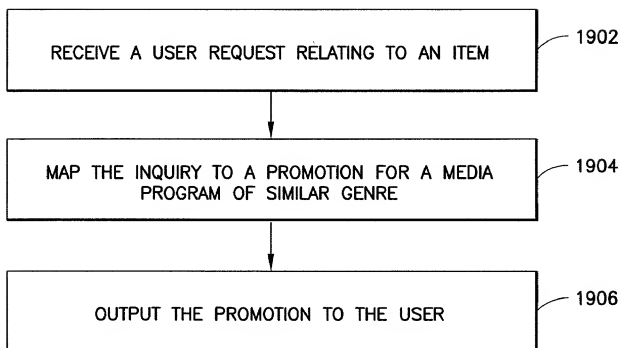 RECEIVE A USER REQUEST RELATING TO AN ITEM
1902
MAP THE INQUIRY TO A PROMOTION FOR A MEDIA
PROGRAM OF SIMILAR GENRE
1904
OUTPUT THE PROMOTION TO THE USER
1906